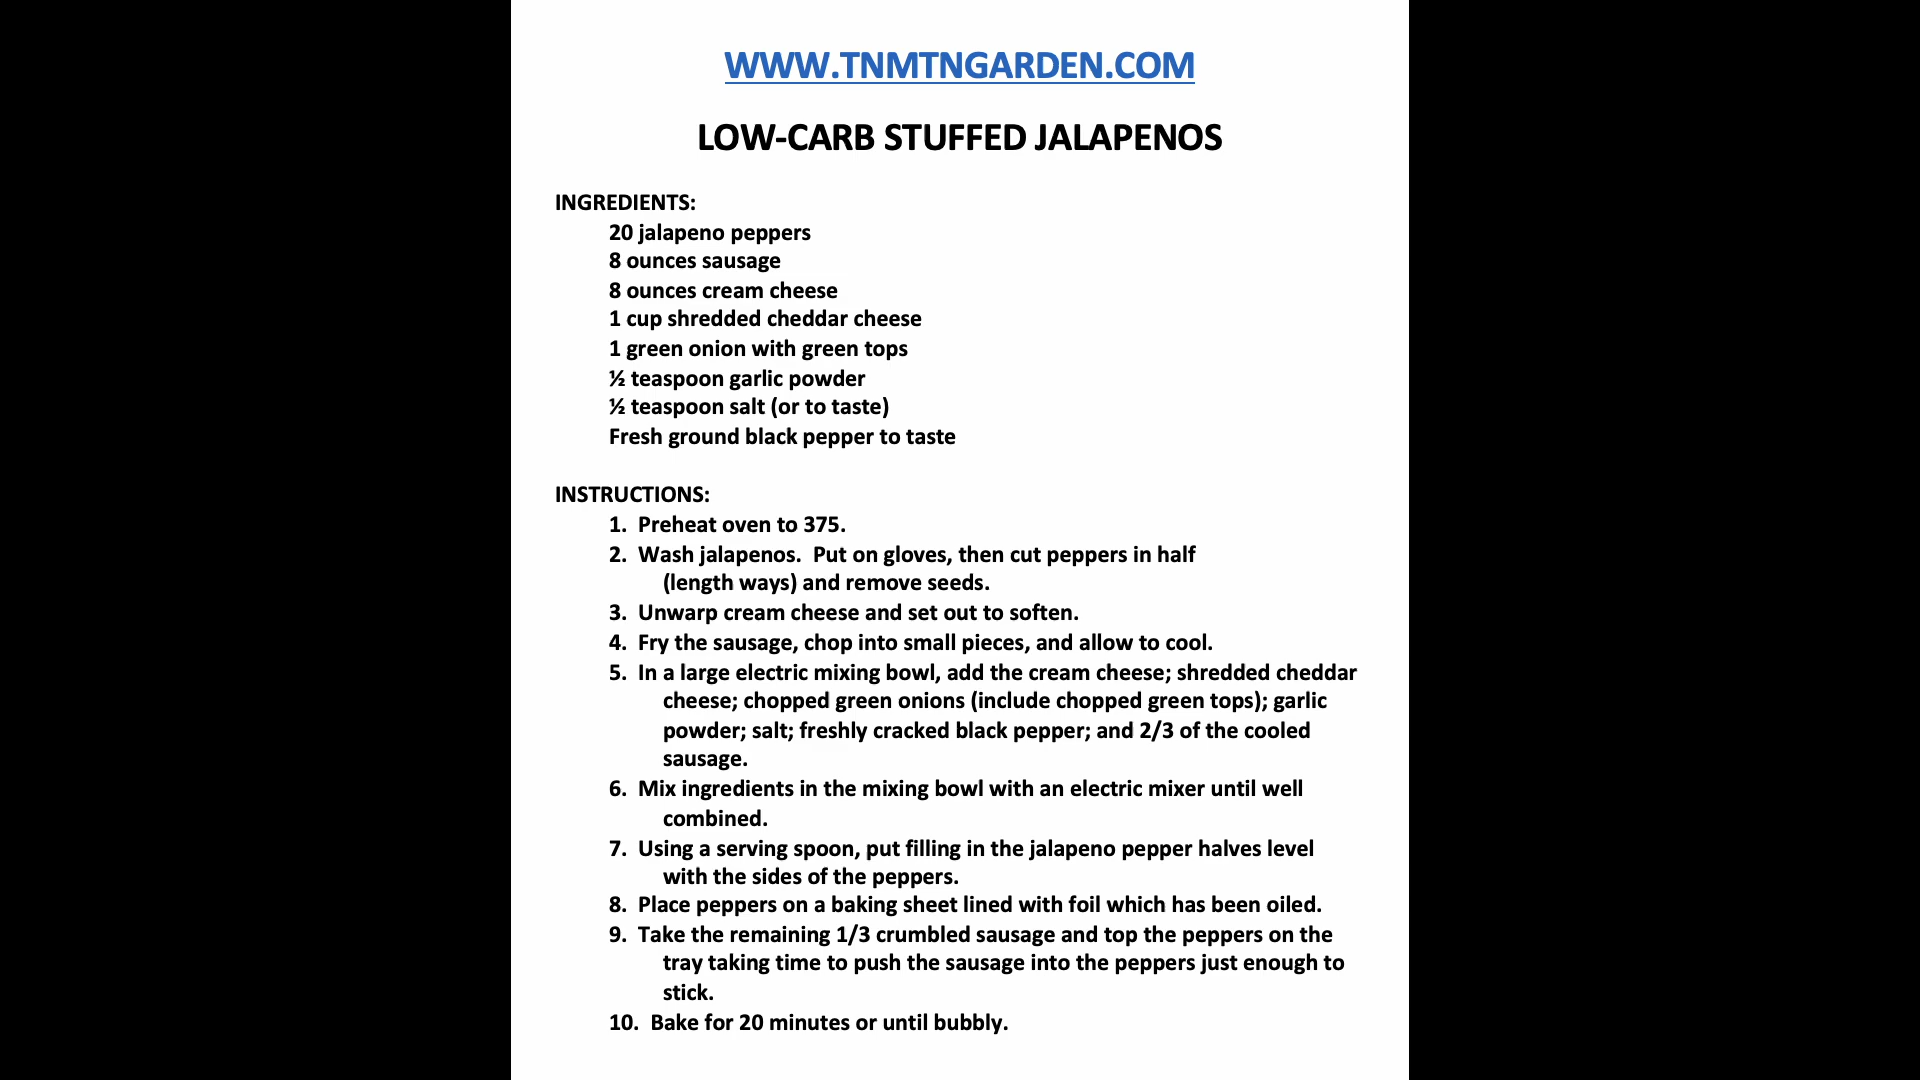 WWW.TNMTNGARDEN.COM
LOW-CARB STUFFED JALAPENOS
INGREDIENTS:
20 jalapeno peppers
8 ounces sausage
8 ounces cream cheese
1 cup shredded cheddar cheese
1 green onion with green tops
½ teaspoon garlic powder
½ teaspoon salt (or to taste)
Fresh ground black pepper to taste
INSTRUCTIONS:
1. Preheat oven to 375.
2. Wash jalapenos. Put on gloves, then cut peppers in half
(length ways) and remove seeds.
3. Unwarp cream cheese and set out to soften.
4. Fry the sausage, chop into small pieces, and allow to cool.
5. In a large electric mixing bowl, add the cream cheese; shredded cheddar
cheese; chopped green onions (include chopped green tops); garlic
powder; salt; freshly cracked black pepper; and 2/3 of the cooled
sausage.
6. Mix ingredients in the mixing bowl with an electric mixer until well
combined.
7. Using a serving spoon, put filling in the jalapeno pepper halves level
with the sides of the peppers.
8. Place peppers on a baking sheet lined with foil which has been oiled.
9. Take the remaining 1/3 crumbled sausage and top the peppers on the
tray taking time to push the sausage into the peppers just enough to
stick.
10. Bake for 20 minutes or until bubbly.